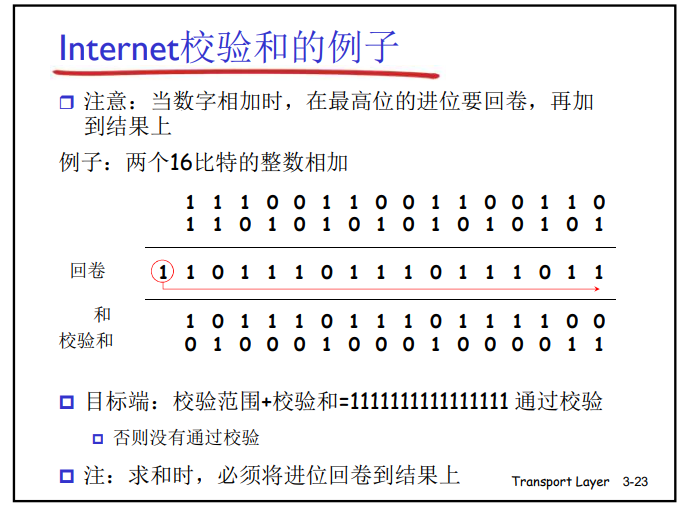 Internet校验和的例子
注意：当数字相加时，在最高位的进位要回卷，再加
到结果上
例子：两个16比特的整数相加
1 1 1 0 0 1 1 0 0 1 1 0 0 1 1 0
1 1 0 1 0 1 0 1 0 1 0 1 0 1 0 1
回卷 1 1 0 1 1 1 0 1 1 1 0 1 1 1 0 1 1
和 1 0 1 1 1 0 1 1 1 0 1 1 1 1 0 0
校验和 0 1 0 0 0 1 0 0 0 1 0 0 0 0 1 1
目标端：校验范围+校验和=1111111111111111 通过校验
否则没有通过校验
注：求和时，必须将进位回卷到结果上
Transport Layer 3-23